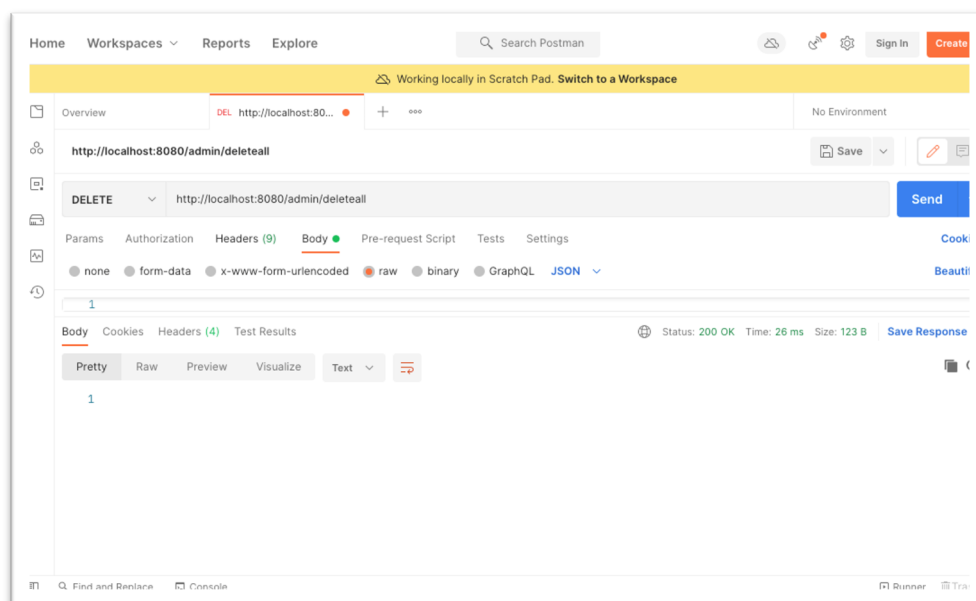 Home Workspaces Reports Explore Search Postman Sign In Create
Working locally in Scratch Pad. Switch to a Workspace
Overview DEL http://localhost:80... No Environment
http://localhost:8080/admin/deleteall Save
DELETE http://localhost:8080/admin/deleteall Send
Params Authorization Headers (9) Body Pre-request Script Tests Settings Cooki
none form-data x-www-form-urlencoded raw binary GraphQL JSON Beautif
1
Body Cookies Headers (4) Test Results Status: 200 OK Time: 26 ms Size: 123 B Save Response
Pretty Raw Preview Visualize Text
1
Find and Replace Console Runner Tra